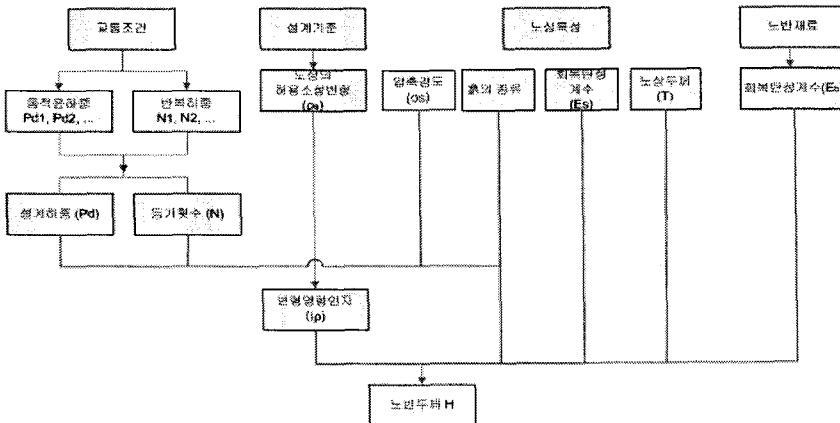 교통조건
설계기준
노상특성
노반재료
동적윤하중
Pd1, Pd2, ...
반복하중
N1, N2, ...
노상의
허용소성변형
(ρa)
압축강도
(σs)
흙의 종류
회복탄성
계수
(Es)
노상두께
(T)
회복탄성계수(Eb)
설계하중 (Pd)
등가횟수 (N)
변형영향인자
(Iρ)
노반두께 H